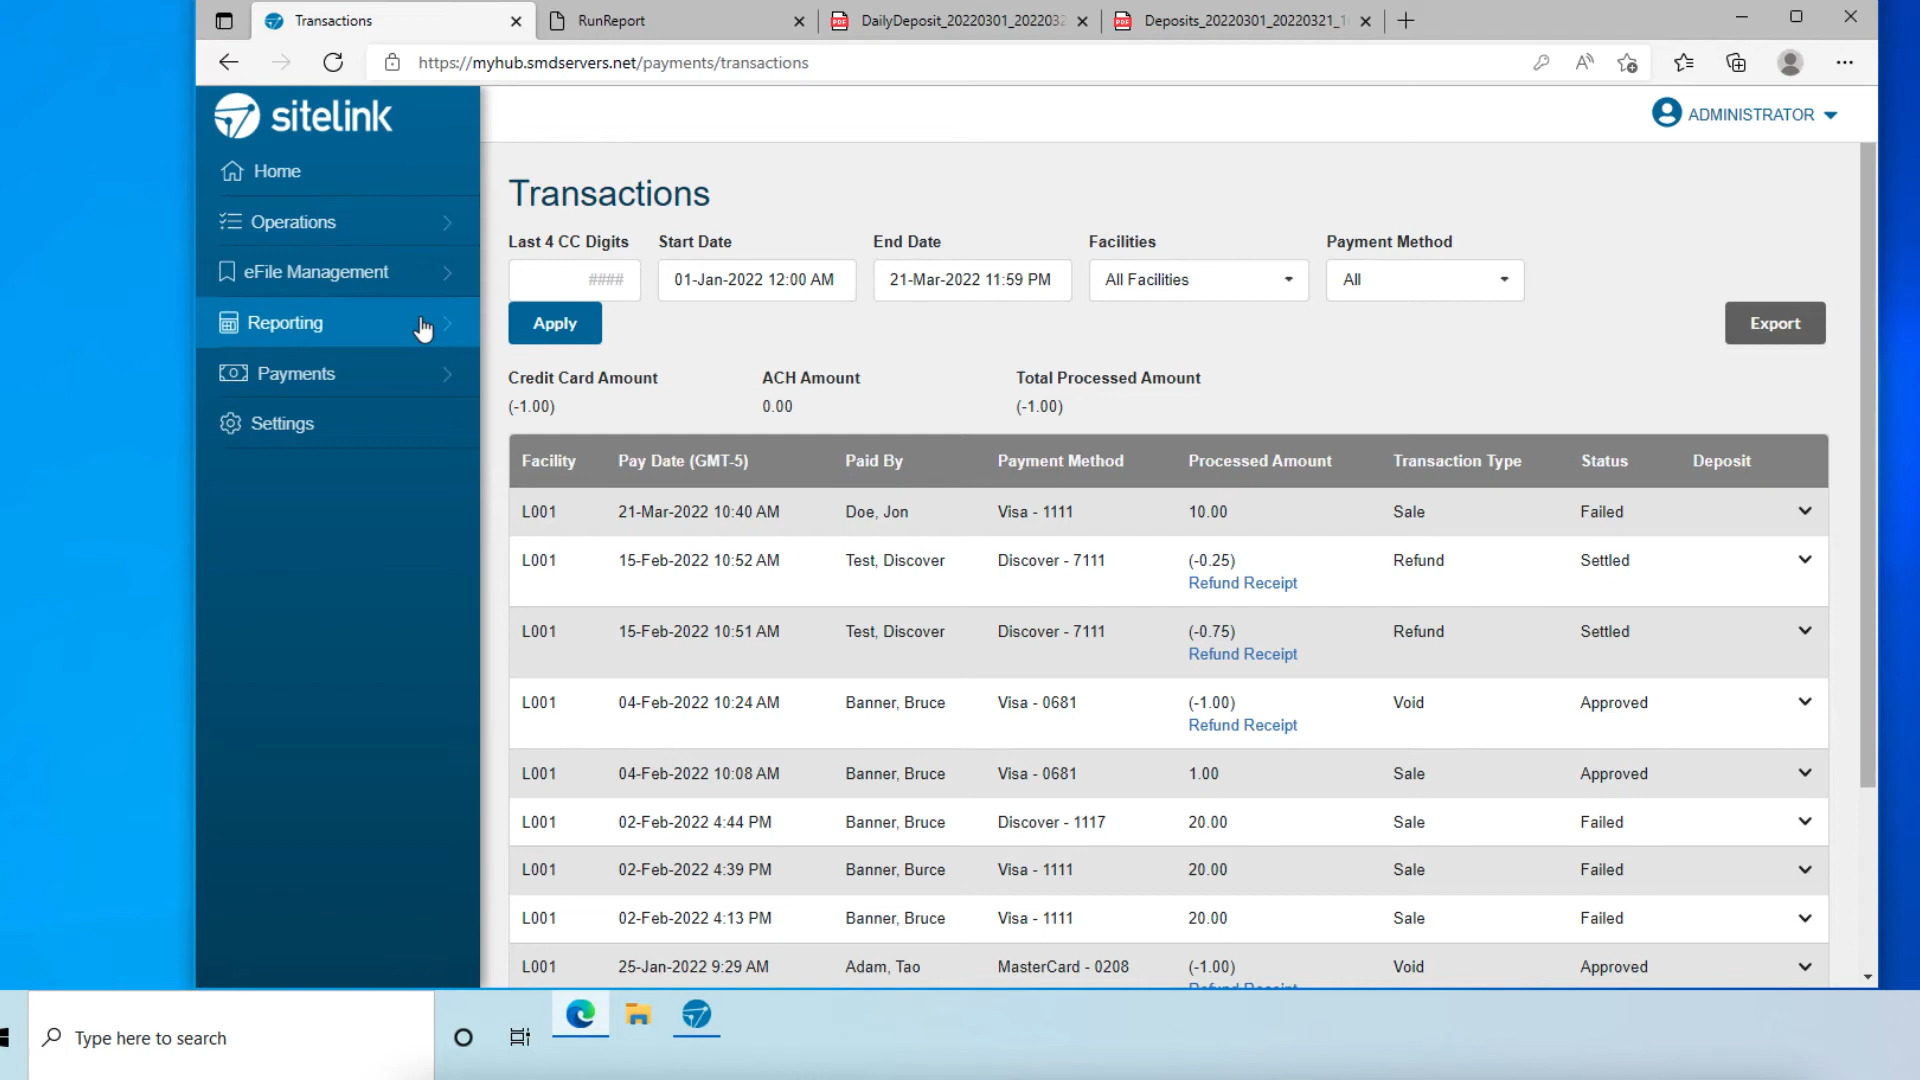 Transactions
RunReport
DailyDeposit_20220301_2022032
Deposits_20220301_20220321_1
https://myhub.smdservers.net/payments/transactions
sitelink
ADMINISTRATOR
Home
Operations
eFile Management
Reporting
Payments
Settings
Transactions
Last 4 CC Digits Start Date End Date Facilities Payment Method
#### 01-Jan-2022 12:00 AM 21-Mar-2022 11:59 PM All Facilities All
Apply Export
Credit Card Amount ACH Amount Total Processed Amount
(-1.00) 0.00 (-1.00)
Facility Pay Date (GMT-5) Paid By Payment Method Processed Amount Transaction Type Status Deposit
L001 21-Mar-2022 10:40 AM Doe, Jon Visa - 1111 10.00 Sale Failed
L001 15-Feb-2022 10:52 AM Test, Discover Discover - 7111 (-0.25) Refund Settled
Refund Receipt
L001 15-Feb-2022 10:51 AM Test, Discover Discover - 7111 (-0.75) Refund Settled
Refund Receipt
L001 04-Feb-2022 10:24 AM Banner, Bruce Visa - 0681 (-1.00) Void Approved
Refund Receipt
L001 04-Feb-2022 10:08 AM Banner, Bruce Visa - 0681 1.00 Sale Approved
L001 02-Feb-2022 4:44 PM Banner, Bruce Discover - 1117 20.00 Sale Failed
L001 02-Feb-2022 4:39 PM Banner, Burce Visa - 1111 20.00 Sale Failed
L001 02-Feb-2022 4:13 PM Banner, Bruce Visa - 1111 20.00 Sale Failed
L001 25-Jan-2022 9:29 AM Adam, Tao MasterCard - 0208 (-1.00) Void Approved
Refund Receipt
Type here to search